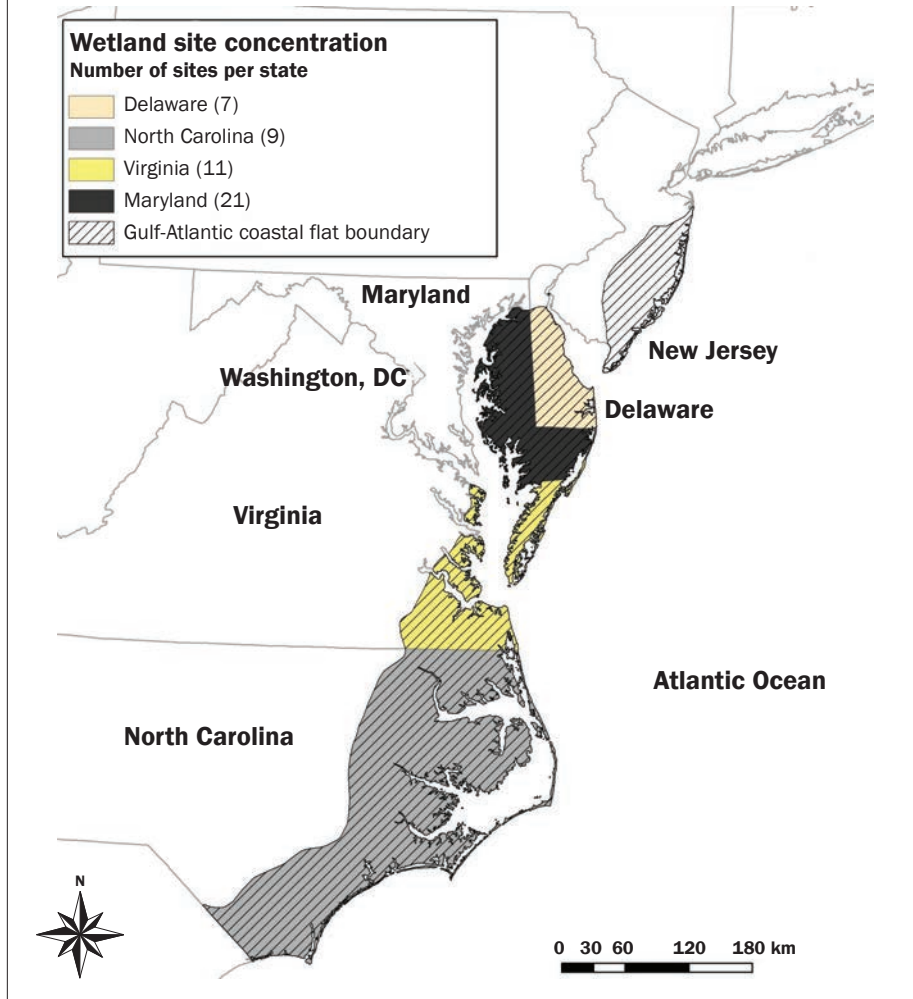 Wetland site concentration
Number of sites per state
Delaware (7)
North Carolina (9)
Virginia (11)
Maryland (21)
Gulf-Atlantic coastal flat boundary
Maryland
New Jersey
Washington, DC
Delaware
Virginia
Atlantic Ocean
North Carolina
N
0 30 60 120 180 km